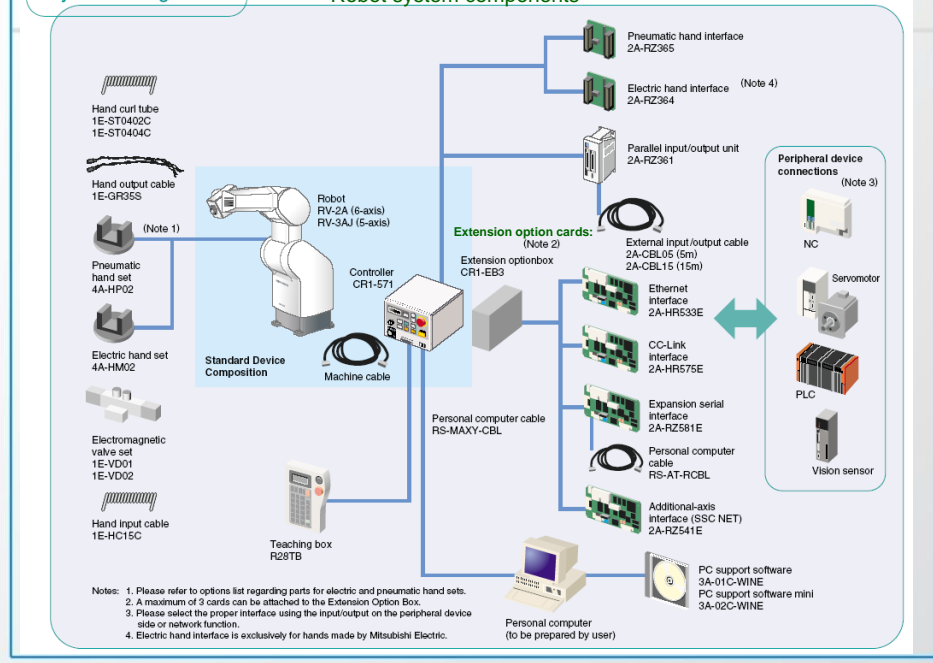 Robot system components
Hand curl tube
1E-ST0402C
1E-ST0404C
Hand output cable
1E-GR35S
(Note 1)
Pneumatic
hand set
4A-HP02
Electric hand set
4A-HM02
Electromagnetic
valve set
1E-VD01
1E-VD02
Hand input cable
1E-HC15C
Robot
RV-2A (6-axis)
RV-3AJ (5-axis)
Controller
CR1-571
Standard Device
Composition
Machine cable
Pneumatic hand interface
2A-RZ365
Electric hand interface (Note 4)
2A-RZ364
Parallel input/output unit
2A-RZ361
External input/output cable
2A-CBL05 (5m)
2A-CBL15 (15m)
Extension option cards:
(Note 2)
Extension optionbox
CR1-EB3
Ethernet
interface
2A-HR533E
CC-Link
interface
2A-HR575E
Expansion serial
interface
2A-RZ581E
Personal computer
cable
RS-AT-RCBL
Additional-axis
interface (SSC NET)
2A-RZ541E
Peripheral device
connections
(Note 3)
NC
Servomotor
PLC
Vision sensor
Personal computer cable
RS-MAXY-CBL
Teaching box
R28TB
Personal computer
(to be prepared by user)
PC support software
3A-01C-WINE
PC support software mini
3A-02C-WINE
Notes: 1. Please refer to options list regarding parts for electric and pneumatic hand sets.
2. A maximum of 3 cards can be attached to the Extension Option Box.
3. Please select the proper interface using the input/output on the peripheral device
side or network function.
4. Electric hand interface is exclusively for hands made by Mitsubishi Electric.